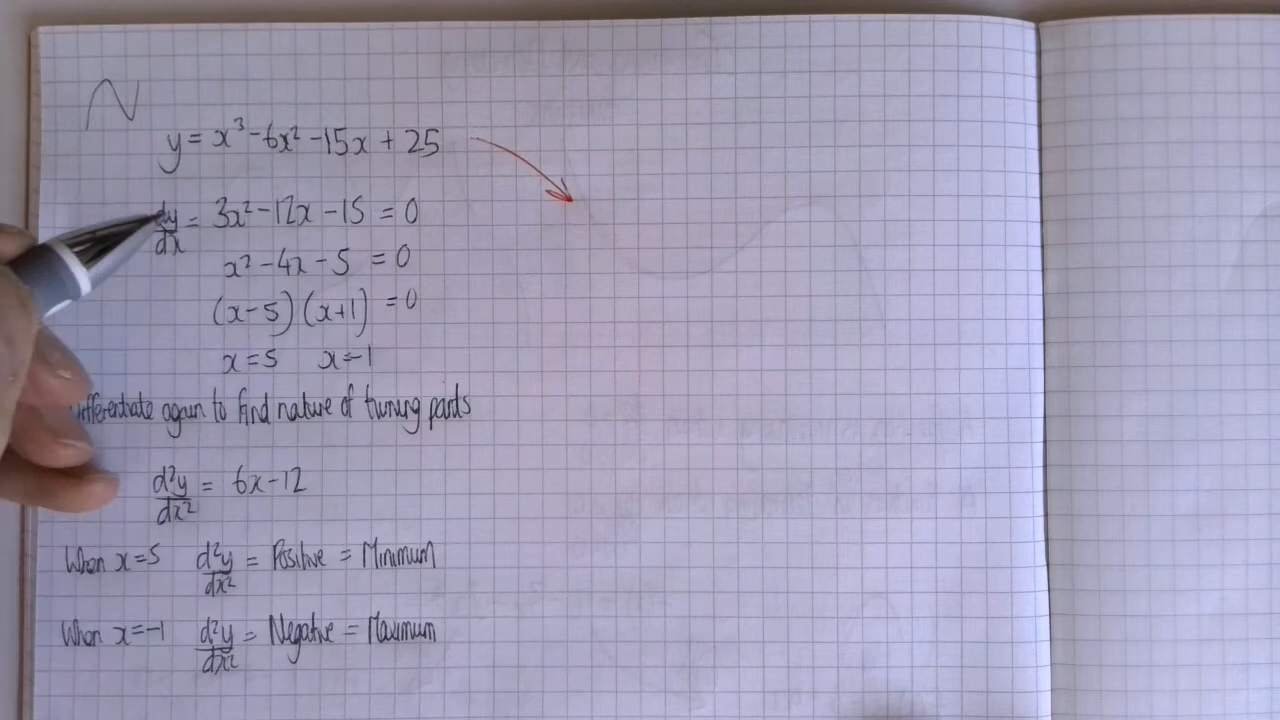 y = x³ - 6x² - 15x + 25
dy/dx = 3x² - 12x - 15 = 0
x² - 4x - 5 = 0
(x-5)(x+1) = 0
x = 5 x = -1
Differentiate again to find nature of turning points
d²y/dx² = 6x - 12
When x = 5 d²y/dx² = Positive = Minimum
When x = -1 d²y/dx² = Negative = Maximum